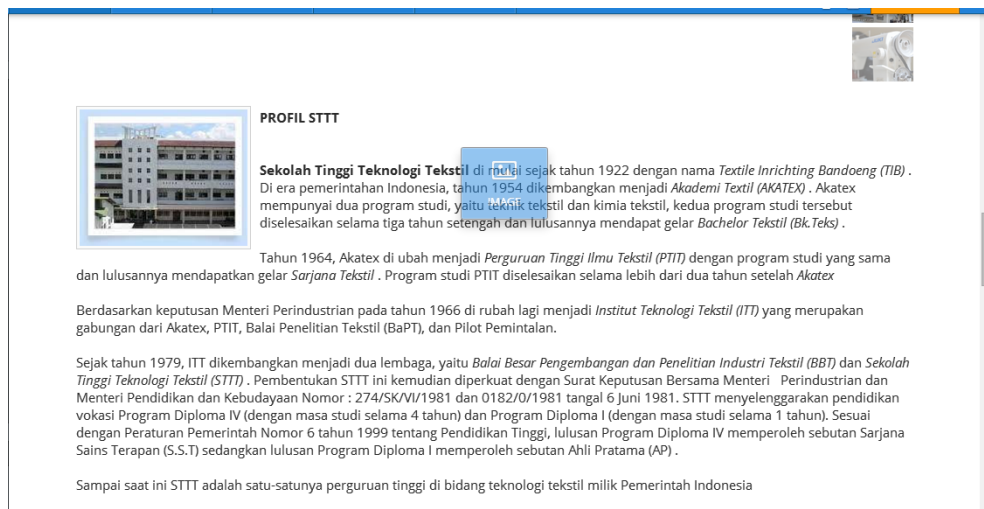 PROFIL STTT
Sekolah Tinggi Teknologi Tekstil di mulai sejak tahun 1922 dengan nama Textile Inrichting Bandoeng (TIB) .
Di era pemerintahan Indonesia, tahun 1954 dikembangkan menjadi Akademi Textil (AKATEX) . Akatex
mempunyai dua program studi, yaitu teknik tekstil dan kimia tekstil, kedua program studi tersebut
diselesaikan selama tiga tahun setengah dan lulusannya mendapat gelar Bachelor Tekstil (Bk.Teks) .
IMAGE
Tahun 1964, Akatex di ubah menjadi Perguruan Tinggi Ilmu Tekstil (PTIT) dengan program studi yang sama
dan lulusannya mendapatkan gelar Sarjana Tekstil . Program studi PTIT diselesaikan selama lebih dari dua tahun setelah Akatex
Berdasarkan keputusan Menteri Perindustrian pada tahun 1966 di rubah lagi menjadi Institut Teknologi Tekstil (ITT) yang merupakan
gabungan dari Akatex, PTIT, Balai Penelitian Tekstil (BaPT), dan Pilot Pemintalan.
Sejak tahun 1979, ITT dikembangkan menjadi dua lembaga, yaitu Balai Besar Pengembangan dan Penelitian Industri Tekstil (BBT) dan Sekolah
Tinggi Teknologi Tekstil (STTT) . Pembentukan STTT ini kemudian diperkuat dengan Surat Keputusan Bersama Menteri Perindustrian dan
Menteri Pendidikan dan Kebudayaan Nomor : 274/SK/VI/1981 dan 0182/0/1981 tangal 6 Juni 1981. STTT menyelenggarakan pendidikan
vokasi Program Diploma IV (dengan masa studi selama 4 tahun) dan Program Diploma I (dengan masa studi selama 1 tahun). Sesuai
dengan Peraturan Pemerintah Nomor 6 tahun 1999 tentang Pendidikan Tinggi, lulusan Program Diploma IV memperoleh sebutan Sarjana
Sains Terapan (S.S.T) sedangkan lulusan Program Diploma I memperoleh sebutan Ahli Pratama (AP) .
Sampai saat ini STTT adalah satu-satunya perguruan tinggi di bidang teknologi tekstil milik Pemerintah Indonesia